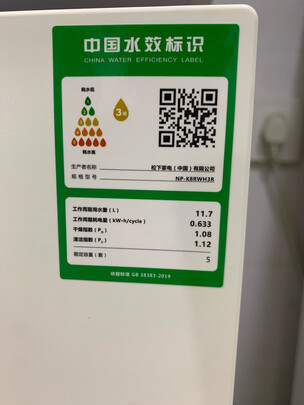 中国水效标识
CHINA WATER EFFICIENCY LABEL
耗水低
3级
耗水高
生产者名称 松下家电（中国）有限公司
规格型号 NP-K8RWH3R
工作周期用水量（L） 11.7
工作周期耗电量（kW·h/cycle） 0.633
干燥指数（PD） 1.08
清洁指数（PC） 1.12
额定容量（套） 5
依据标准 GB 38383-2019